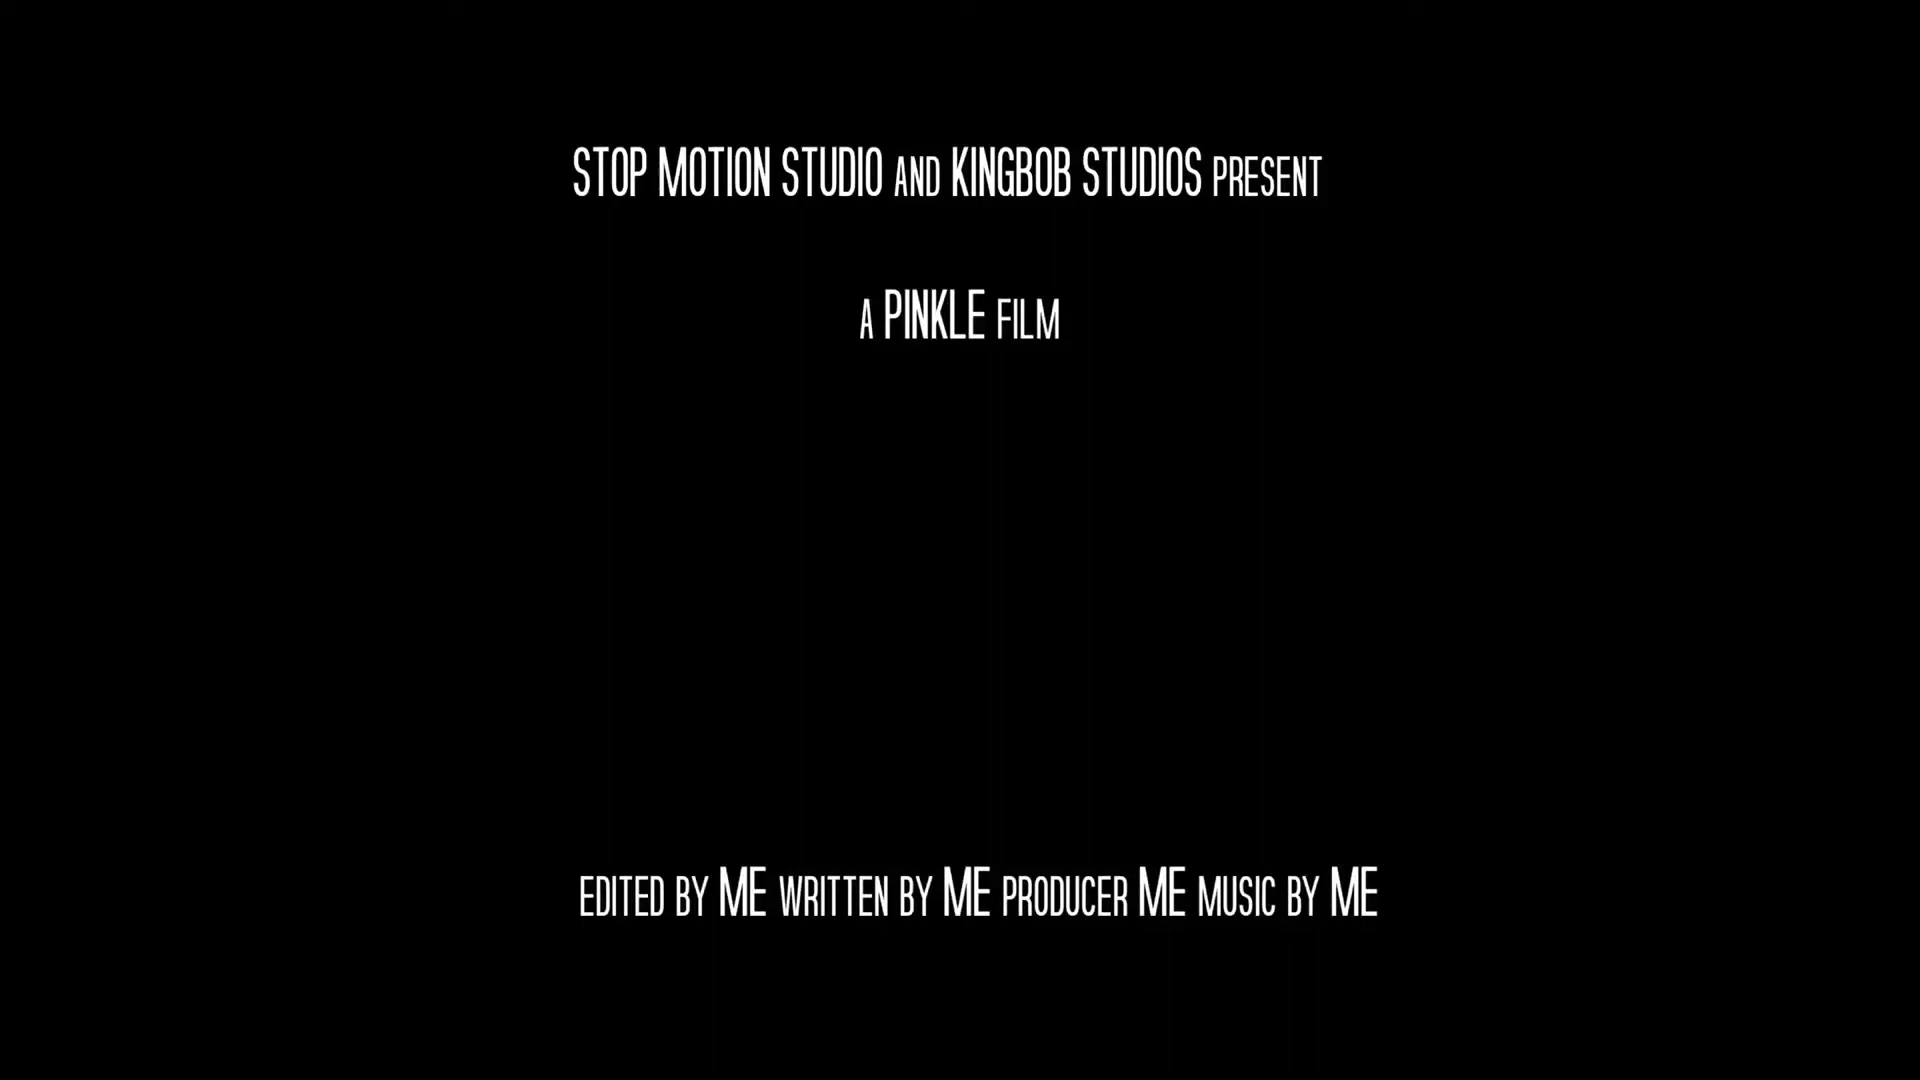 STOP MOTION STUDIO AND KINGBOB STUDIOS PRESENT
A PINKLE FILM
EDITED BY ME WRITTEN BY ME PRODUCER ME MUSIC BY ME